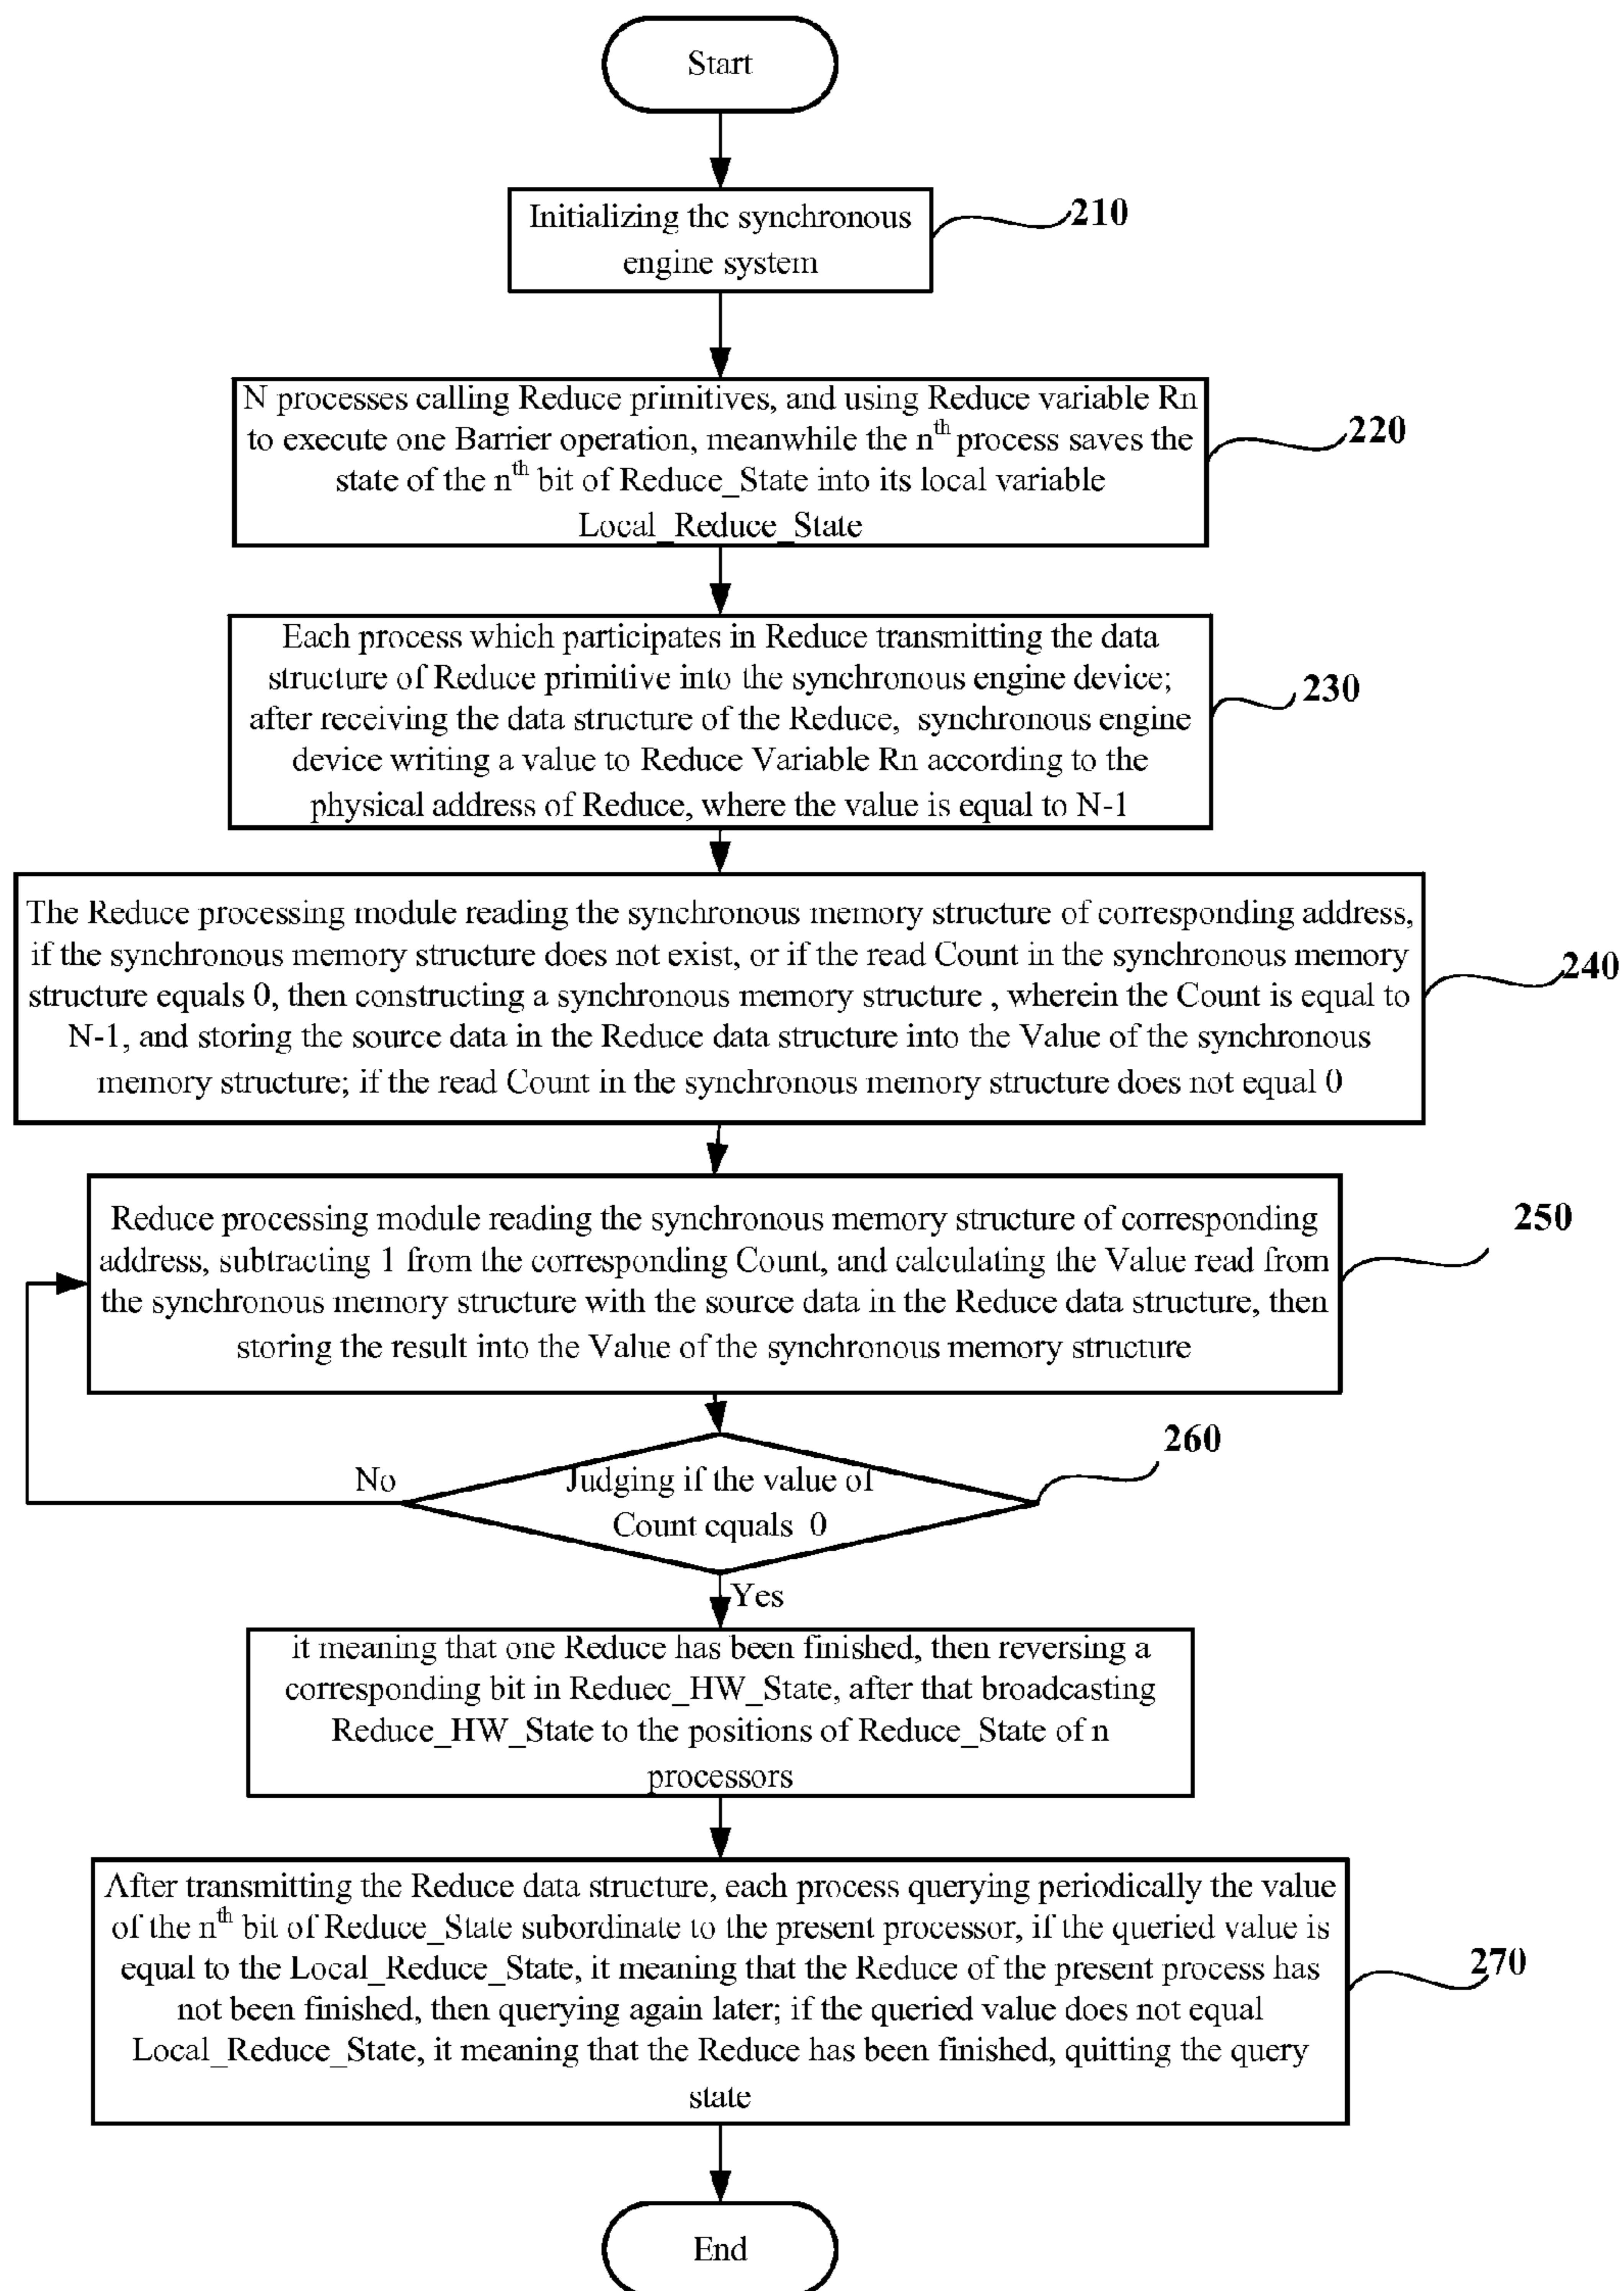 Start
Initializing the synchronous
engine system
210
N processes calling Reduce primitives, and using Reduce variable Rn
to execute one Barrier operation, meanwhile the nth process saves the
state of the nth bit of Reduce_State into its local variable
Local_Reduce_State
220
Each process which participates in Reduce transmitting the data
structure of Reduce primitive into the synchronous engine device;
after receiving the data structure of the Reduce, synchronous engine
device writing a value to Reduce Variable Rn according to the
physical address of Reduce, where the value is equal to N-1
230
The Reduce processing module reading the synchronous memory structure of corresponding address,
if the synchronous memory structure does not exist, or if the read Count in the synchronous memory
structure equals 0, then constructing a synchronous memory structure , wherein the Count is equal to
N-1, and storing the source data in the Reduce data structure into the Value of the synchronous
memory structure; if the read Count in the synchronous memory structure does not equal 0
240
Reduce processing module reading the synchronous memory structure of corresponding
address, subtracting 1 from the corresponding Count, and calculating the Value read from
the synchronous memory structure with the source data in the Reduce data structure, then
storing the result into the Value of the synchronous memory structure
250
Judging if the value of
Count equals 0
260
No
Yes
it meaning that one Reduce has been finished, then reversing a
corresponding bit in Reduec_HW_State, after that broadcasting
Reduce_HW_State to the positions of Reduce_State of n
processors
After transmitting the Reduce data structure, each process querying periodically the value
of the nth bit of Reduce_State subordinate to the present processor, if the queried value is
equal to the Local_Reduce_State, it meaning that the Reduce of the present process has
not been finished, then querying again later; if the queried value does not equal
Local_Reduce_State, it meaning that the Reduce has been finished, quitting the query
state
270
End